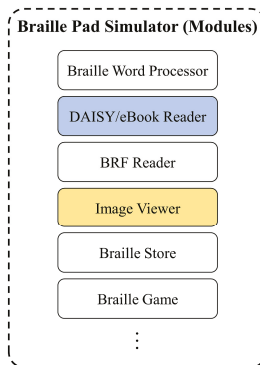 Braille Pad Simulator (Modules)
Braille Word Processor
DAISY/eBook Reader
BRF Reader
Image Viewer
Braille Store
Braille Game
⋮